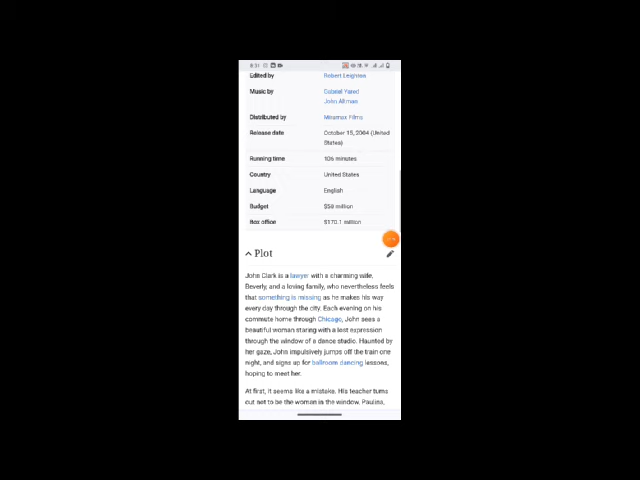 8:31
Edited by Robert Leighton
Music by Gabriel Yared
John Altman
Distributed by Miramax Films
Release date October 15, 2004 (United
States)
Running time 106 minutes
Country United States
Language English
Budget $50 million
Box office $170.1 million
Plot
John Clark is a lawyer with a charming wife,
Beverly, and a loving family, who nevertheless feels
that something is missing as he makes his way
every day through the city. Each evening on his
commute home through Chicago, John sees a
beautiful woman staring with a lost expression
through the window of a dance studio. Haunted by
her gaze, John impulsively jumps off the train one
night, and signs up for ballroom dancing lessons,
hoping to meet her.
At first, it seems like a mistake. His teacher turns
out not to be the woman in the window, Paulina,